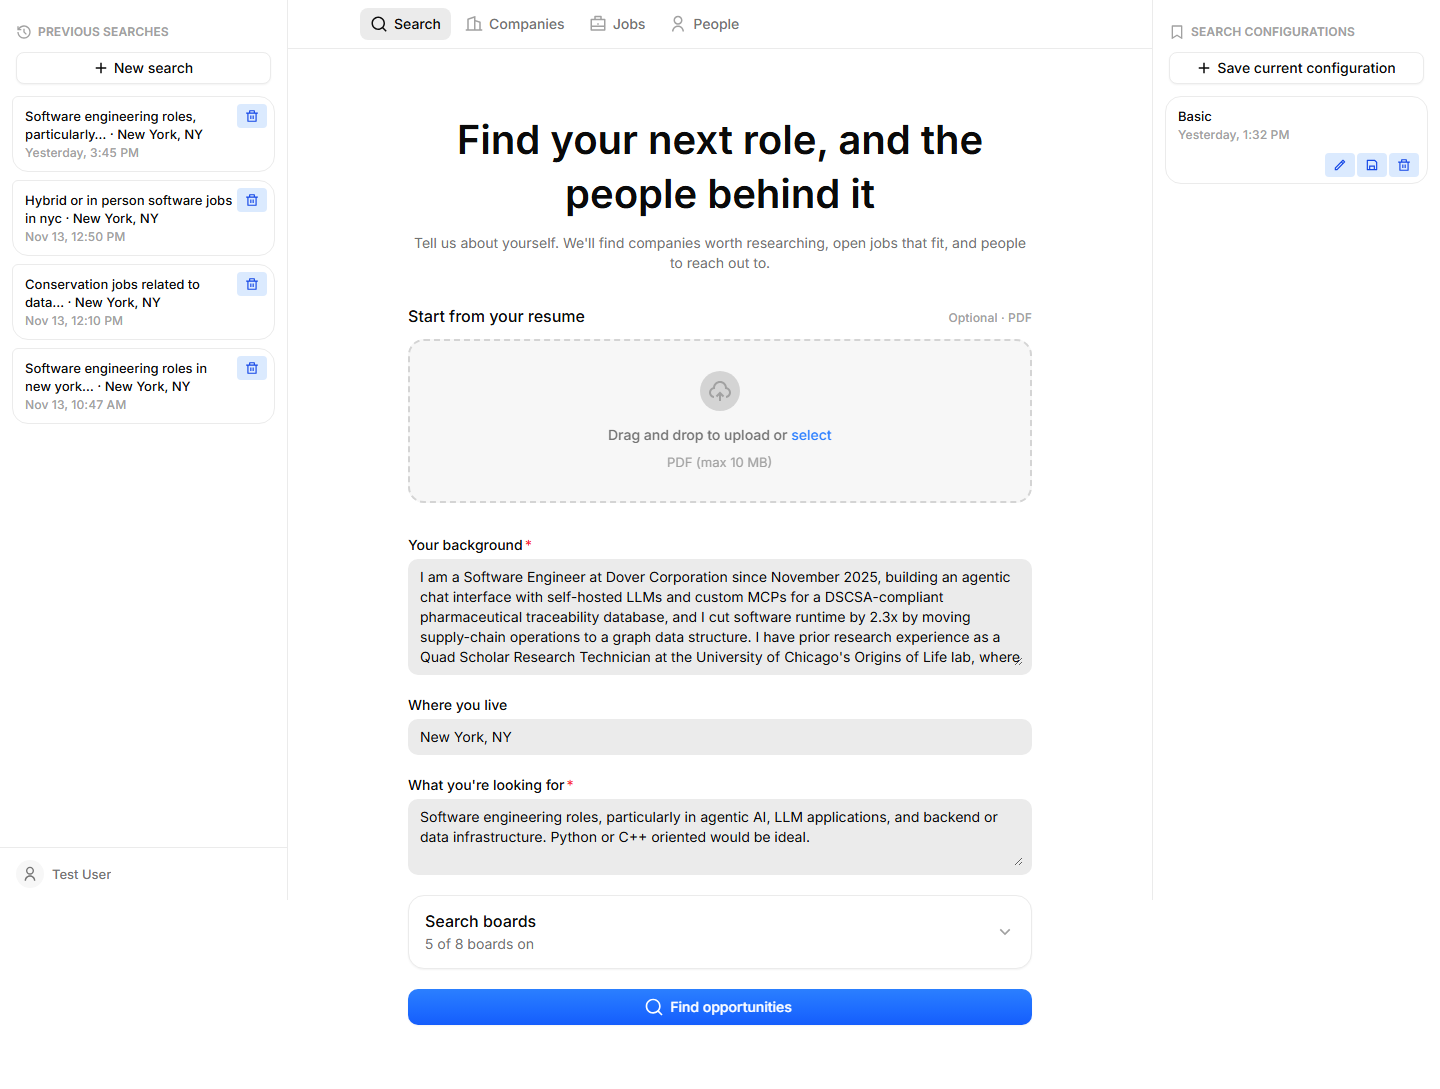 PREVIOUS SEARCHES
New search
Software engineering roles,
particularly... · New York, NY
Yesterday, 3:45 PM
Hybrid or in person software jobs
in nyc · New York, NY
Nov 13, 12:50 PM
Conservation jobs related to
data... · New York, NY
Nov 13, 12:10 PM
Software engineering roles in
new york... · New York, NY
Nov 13, 10:47 AM
Test User
Search
Companies
Jobs
People
Find your next role, and the
people behind it
Tell us about yourself. We'll find companies worth researching, open jobs that fit, and people
to reach out to.
Start from your resume
Optional · PDF
Drag and drop to upload or select
PDF (max 10 MB)
Your background *
I am a Software Engineer at Dover Corporation since November 2025, building an agentic
chat interface with self-hosted LLMs and custom MCPs for a DSCSA-compliant
pharmaceutical traceability database, and I cut software runtime by 2.3x by moving
supply-chain operations to a graph data structure. I have prior research experience as a
Quad Scholar Research Technician at the University of Chicago's Origins of Life lab, where
Where you live
New York, NY
What you're looking for *
Software engineering roles, particularly in agentic AI, LLM applications, and backend or
data infrastructure. Python or C++ oriented would be ideal.
Search boards
5 of 8 boards on
Find opportunities
SEARCH CONFIGURATIONS
Save current configuration
Basic
Yesterday, 1:32 PM